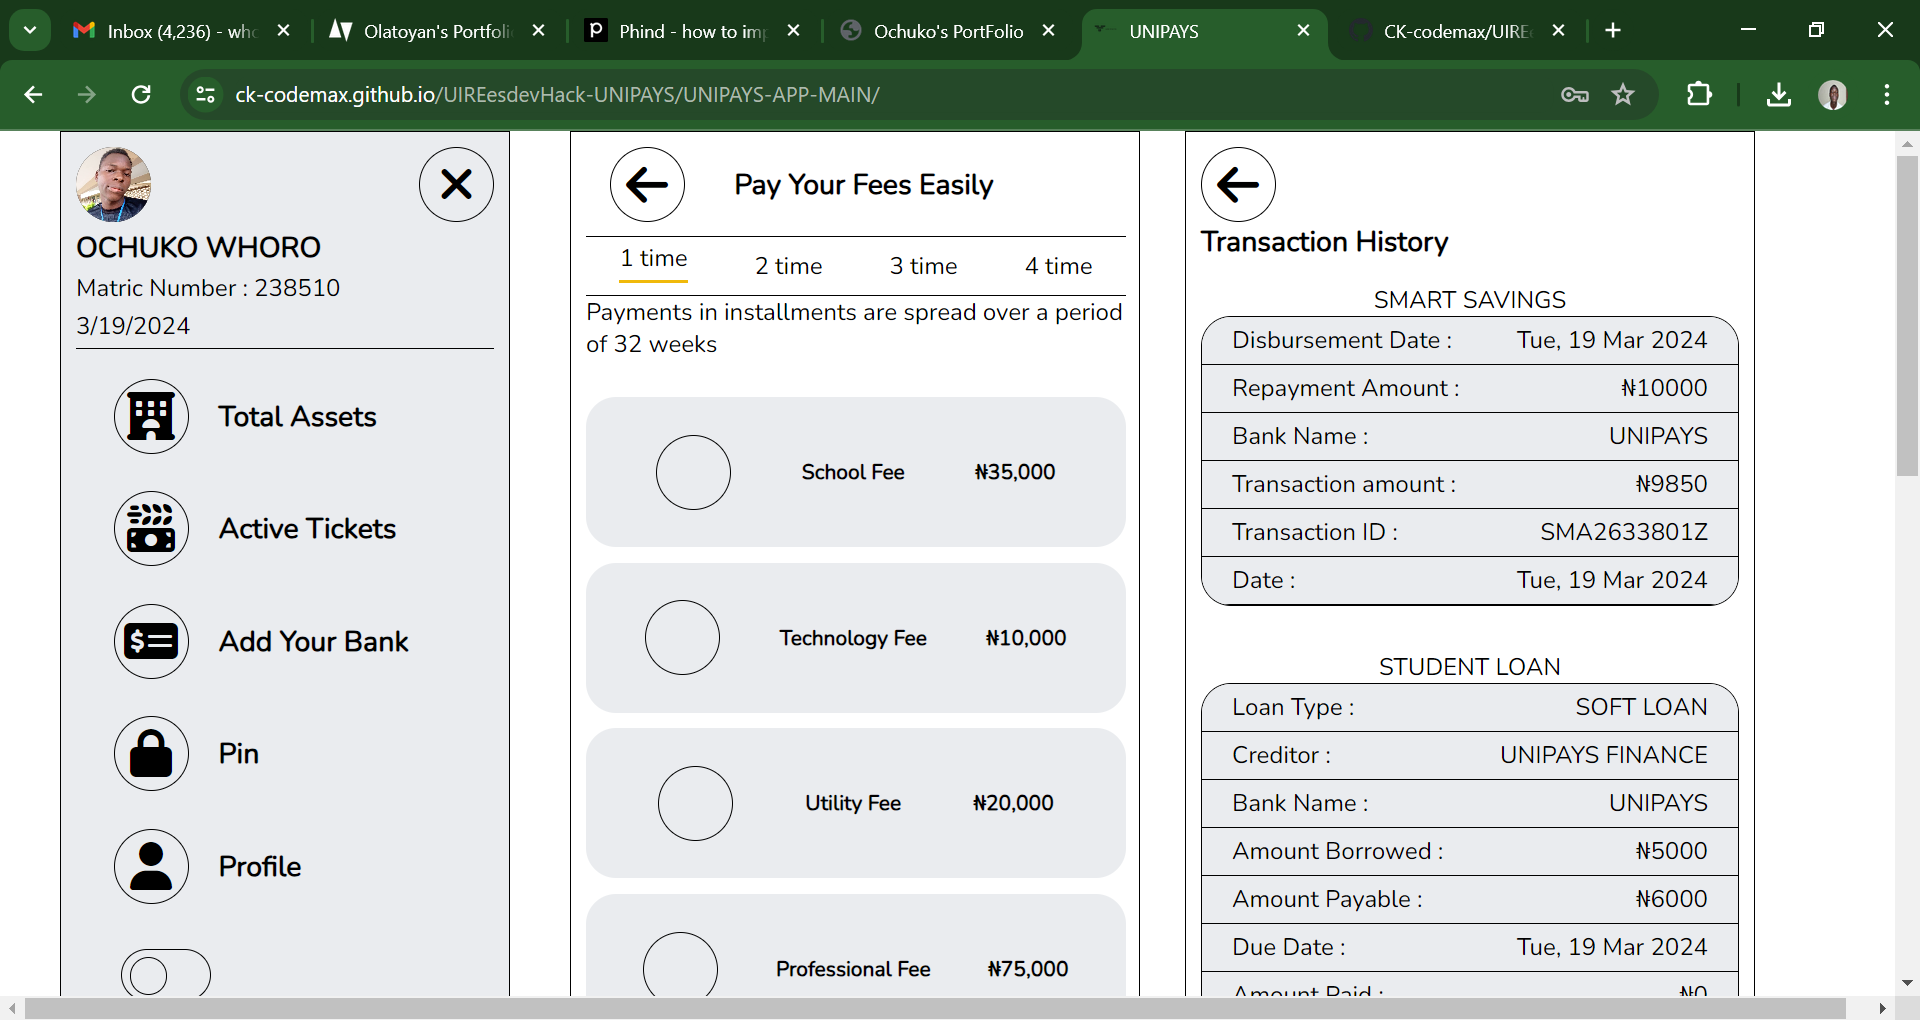 Inbox (4,236) - who
Olatoyan's Portfoli
Phind - how to imp
Ochuko's PortFolio
UNIPAYS
CK-codemax/UIREe
ck-codemax.github.io/UIREesdevHack-UNIPAYS/UNIPAYS-APP-MAIN/
OCHUKO WHORO
Matric Number : 238510
3/19/2024
Total Assets
Active Tickets
Add Your Bank
Pin
Profile
Pay Your Fees Easily
1 time
2 time
3 time
4 time
Payments in installments are spread over a period
of 32 weeks
School Fee ₦35,000
Technology Fee ₦10,000
Utility Fee ₦20,000
Professional Fee ₦75,000
Transaction History
SMART SAVINGS
Disbursement Date : Tue, 19 Mar 2024
Repayment Amount : ₦10000
Bank Name : UNIPAYS
Transaction amount : ₦9850
Transaction ID : SMA2633801Z
Date : Tue, 19 Mar 2024
STUDENT LOAN
Loan Type : SOFT LOAN
Creditor : UNIPAYS FINANCE
Bank Name : UNIPAYS
Amount Borrowed : ₦5000
Amount Payable : ₦6000
Due Date : Tue, 19 Mar 2024
Amount Paid : ₦0